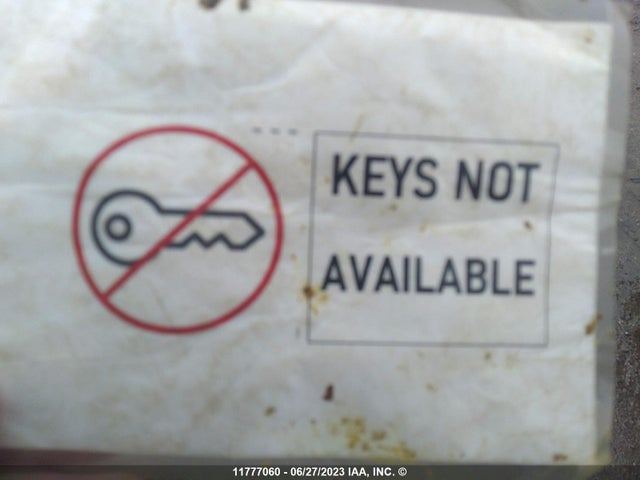 KEYS NOT
AVAILABLE
11777060 - 06/27/2023 IAA, INC. ©